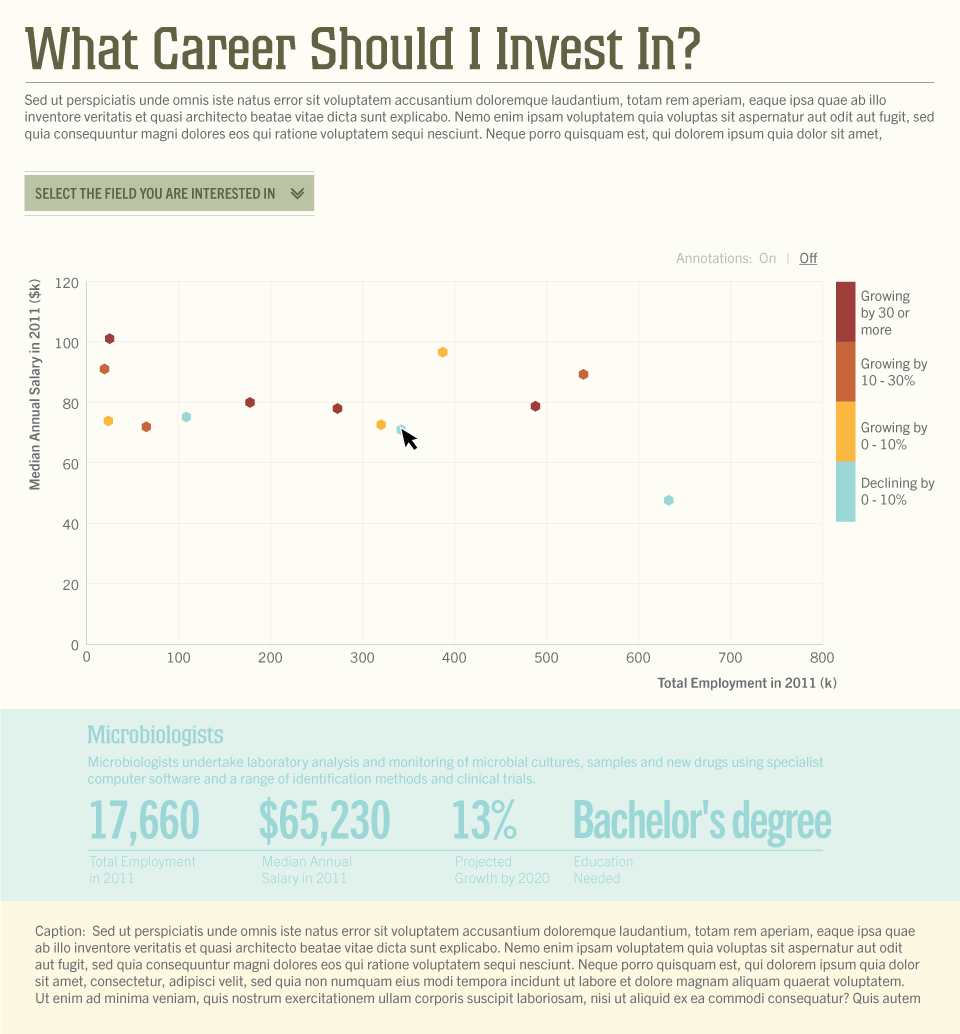 What Career Should I Invest In?
Sed ut perspiciatis unde omnis iste natus error sit voluptatem accusantium doloremque laudantium, totam rem aperiam, eaque ipsa quae ab illo
inventore veritatis et quasi architecto beatae vitae dicta sunt explicabo. Nemo enim ipsam voluptatem quia voluptas sit aspernatur aut odit aut fugit, sed
quia consequuntur magni dolores eos qui ratione voluptatem sequi nesciunt. Neque porro quisquam est, qui dolorem ipsum quia dolor sit amet,
SELECT THE FIELD YOU ARE INTERESTED IN
Annotations: On | Off
Median Annual Salary in 2011 ($k)
120
100
80
60
40
20
0
0 100 200 300 400 500 600 700 800
Total Employment in 2011 (k)
Growing
by 30 or
more
Growing by
10 - 30%
Growing by
0 - 10%
Declining by
0 - 10%
Microbiologists
Microbiologists undertake laboratory analysis and monitoring of microbial cultures, samples and new drugs using specialist
computer software and a range of identification methods and clinical trials.
17,660 $65,230 13% Bachelor's degree
Total Employment Median Annual Projected Education
in 2011 Salary in 2011 Growth by 2020 Needed
Caption: Sed ut perspiciatis unde omnis iste natus error sit voluptatem accusantium doloremque laudantium, totam rem aperiam, eaque ipsa quae
ab illo inventore veritatis et quasi architecto beatae vitae dicta sunt explicabo. Nemo enim ipsam voluptatem quia voluptas sit aspernatur aut odit
aut fugit, sed quia consequuntur magni dolores eos qui ratione voluptatem sequi nesciunt. Neque porro quisquam est, qui dolorem ipsum quia dolor
sit amet, consectetur, adipisci velit, sed quia non numquam eius modi tempora incidunt ut labore et dolore magnam aliquam quaerat voluptatem.
Ut enim ad minima veniam, quis nostrum exercitationem ullam corporis suscipit laboriosam, nisi ut aliquid ex ea commodi consequatur? Quis autem